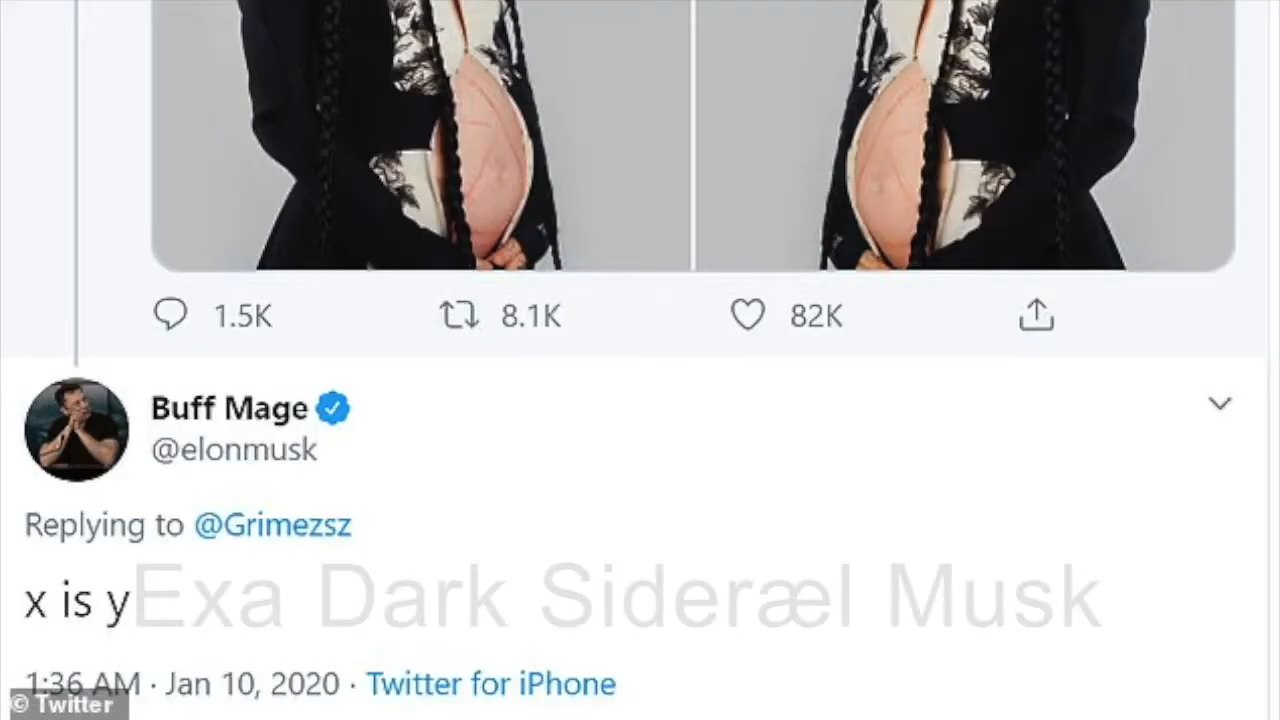 1.5K 8.1K 82K
Buff Mage
@elonmusk
Replying to @Grimezsz
x is y
Exa Dark Sideræl Musk
1:36 AM · Jan 10, 2020 · Twitter for iPhone
© Twitter